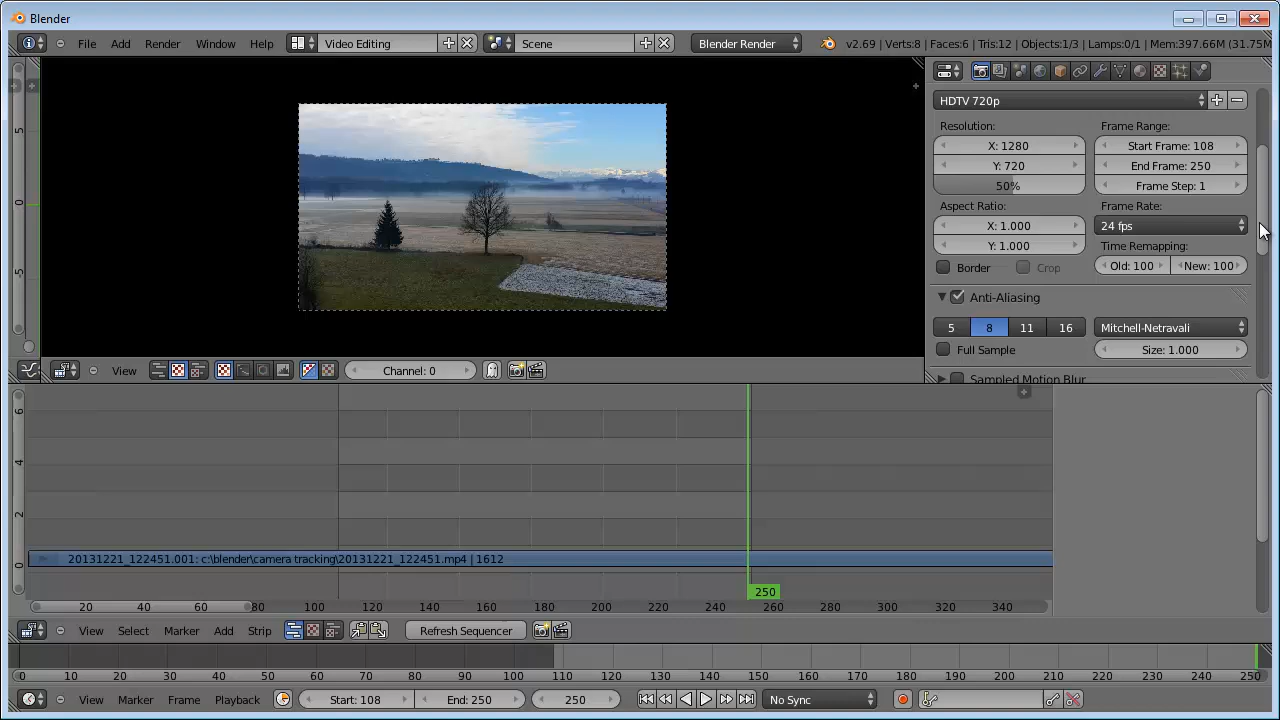 Blender
File Add Render Window Help Video Editing Scene Blender Render v2.69 | Verts:8 | Faces:6 | Tris:12 | Objects:1/3 | Lamps:0/1 | Mem:397.66M (31.75M
HDTV 720p
Resolution: Frame Range:
X: 1280 Start Frame: 108
Y: 720 End Frame: 250
50% Frame Step: 1
Aspect Ratio: Frame Rate:
X: 1.000 24 fps
Y: 1.000 Time Remapping:
Border Crop Old: 100 New: 100
Anti-Aliasing
5 8 11 16 Mitchell-Netravali
Full Sample Size: 1.000
Sampled Motion Blur
5
0
-5
View Channel: 0
6
4
2
0
20131221_122451.001: c:\blender\camera tracking\20131221_122451.mp4 | 1612
250
20 40 60 80 100 120 140 160 180 200 220 240 260 280 300 320 340
View Select Marker Add Strip Refresh Sequencer
0 10 20 30 40 50 60 70 80 90 100 110 120 130 140 150 160 170 180 190 200 210 220 230 240 250
View Marker Frame Playback Start: 108 End: 250 250 No Sync